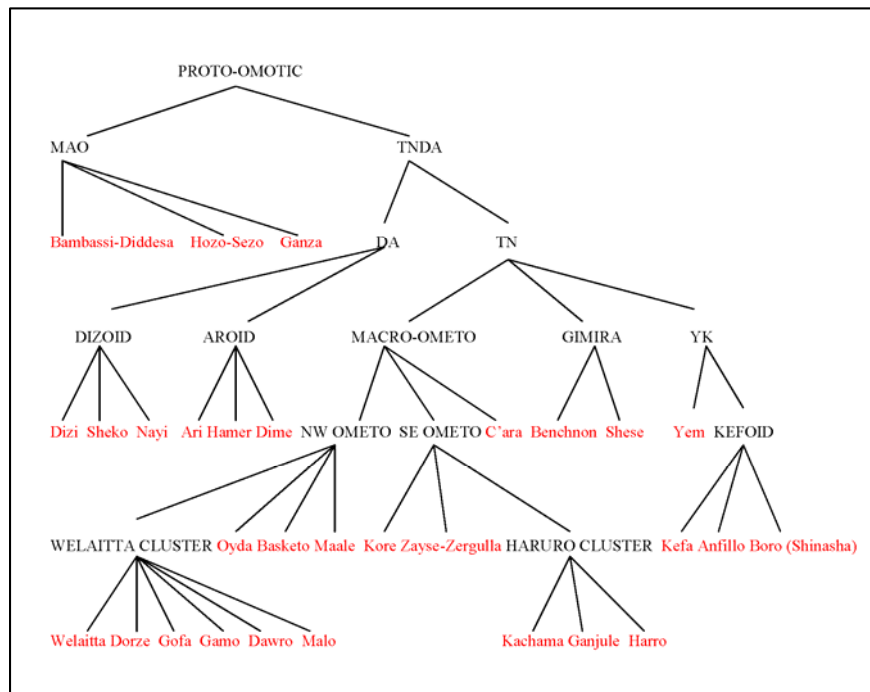 PROTO-OMOTIC
MAO TNDA
Bambassi-Diddesa Hozo-Sezo Ganza DA TN
DIZOID AROID MACRO-OMETO GIMIRA YK
Dizi Sheko Nayi Ari Hamer Dime NW OMETO SE OMETO C'ara Benchnon Shese Yem KEFOID
WELAITTA CLUSTER Oyda Basketo Maale Kore Zayse-Zergulla HARURO CLUSTER Kefa Anfillo Boro (Shinasha)
Welaitta Dorze Gofa Gamo Dawro Malo Kachama Ganjule Harro